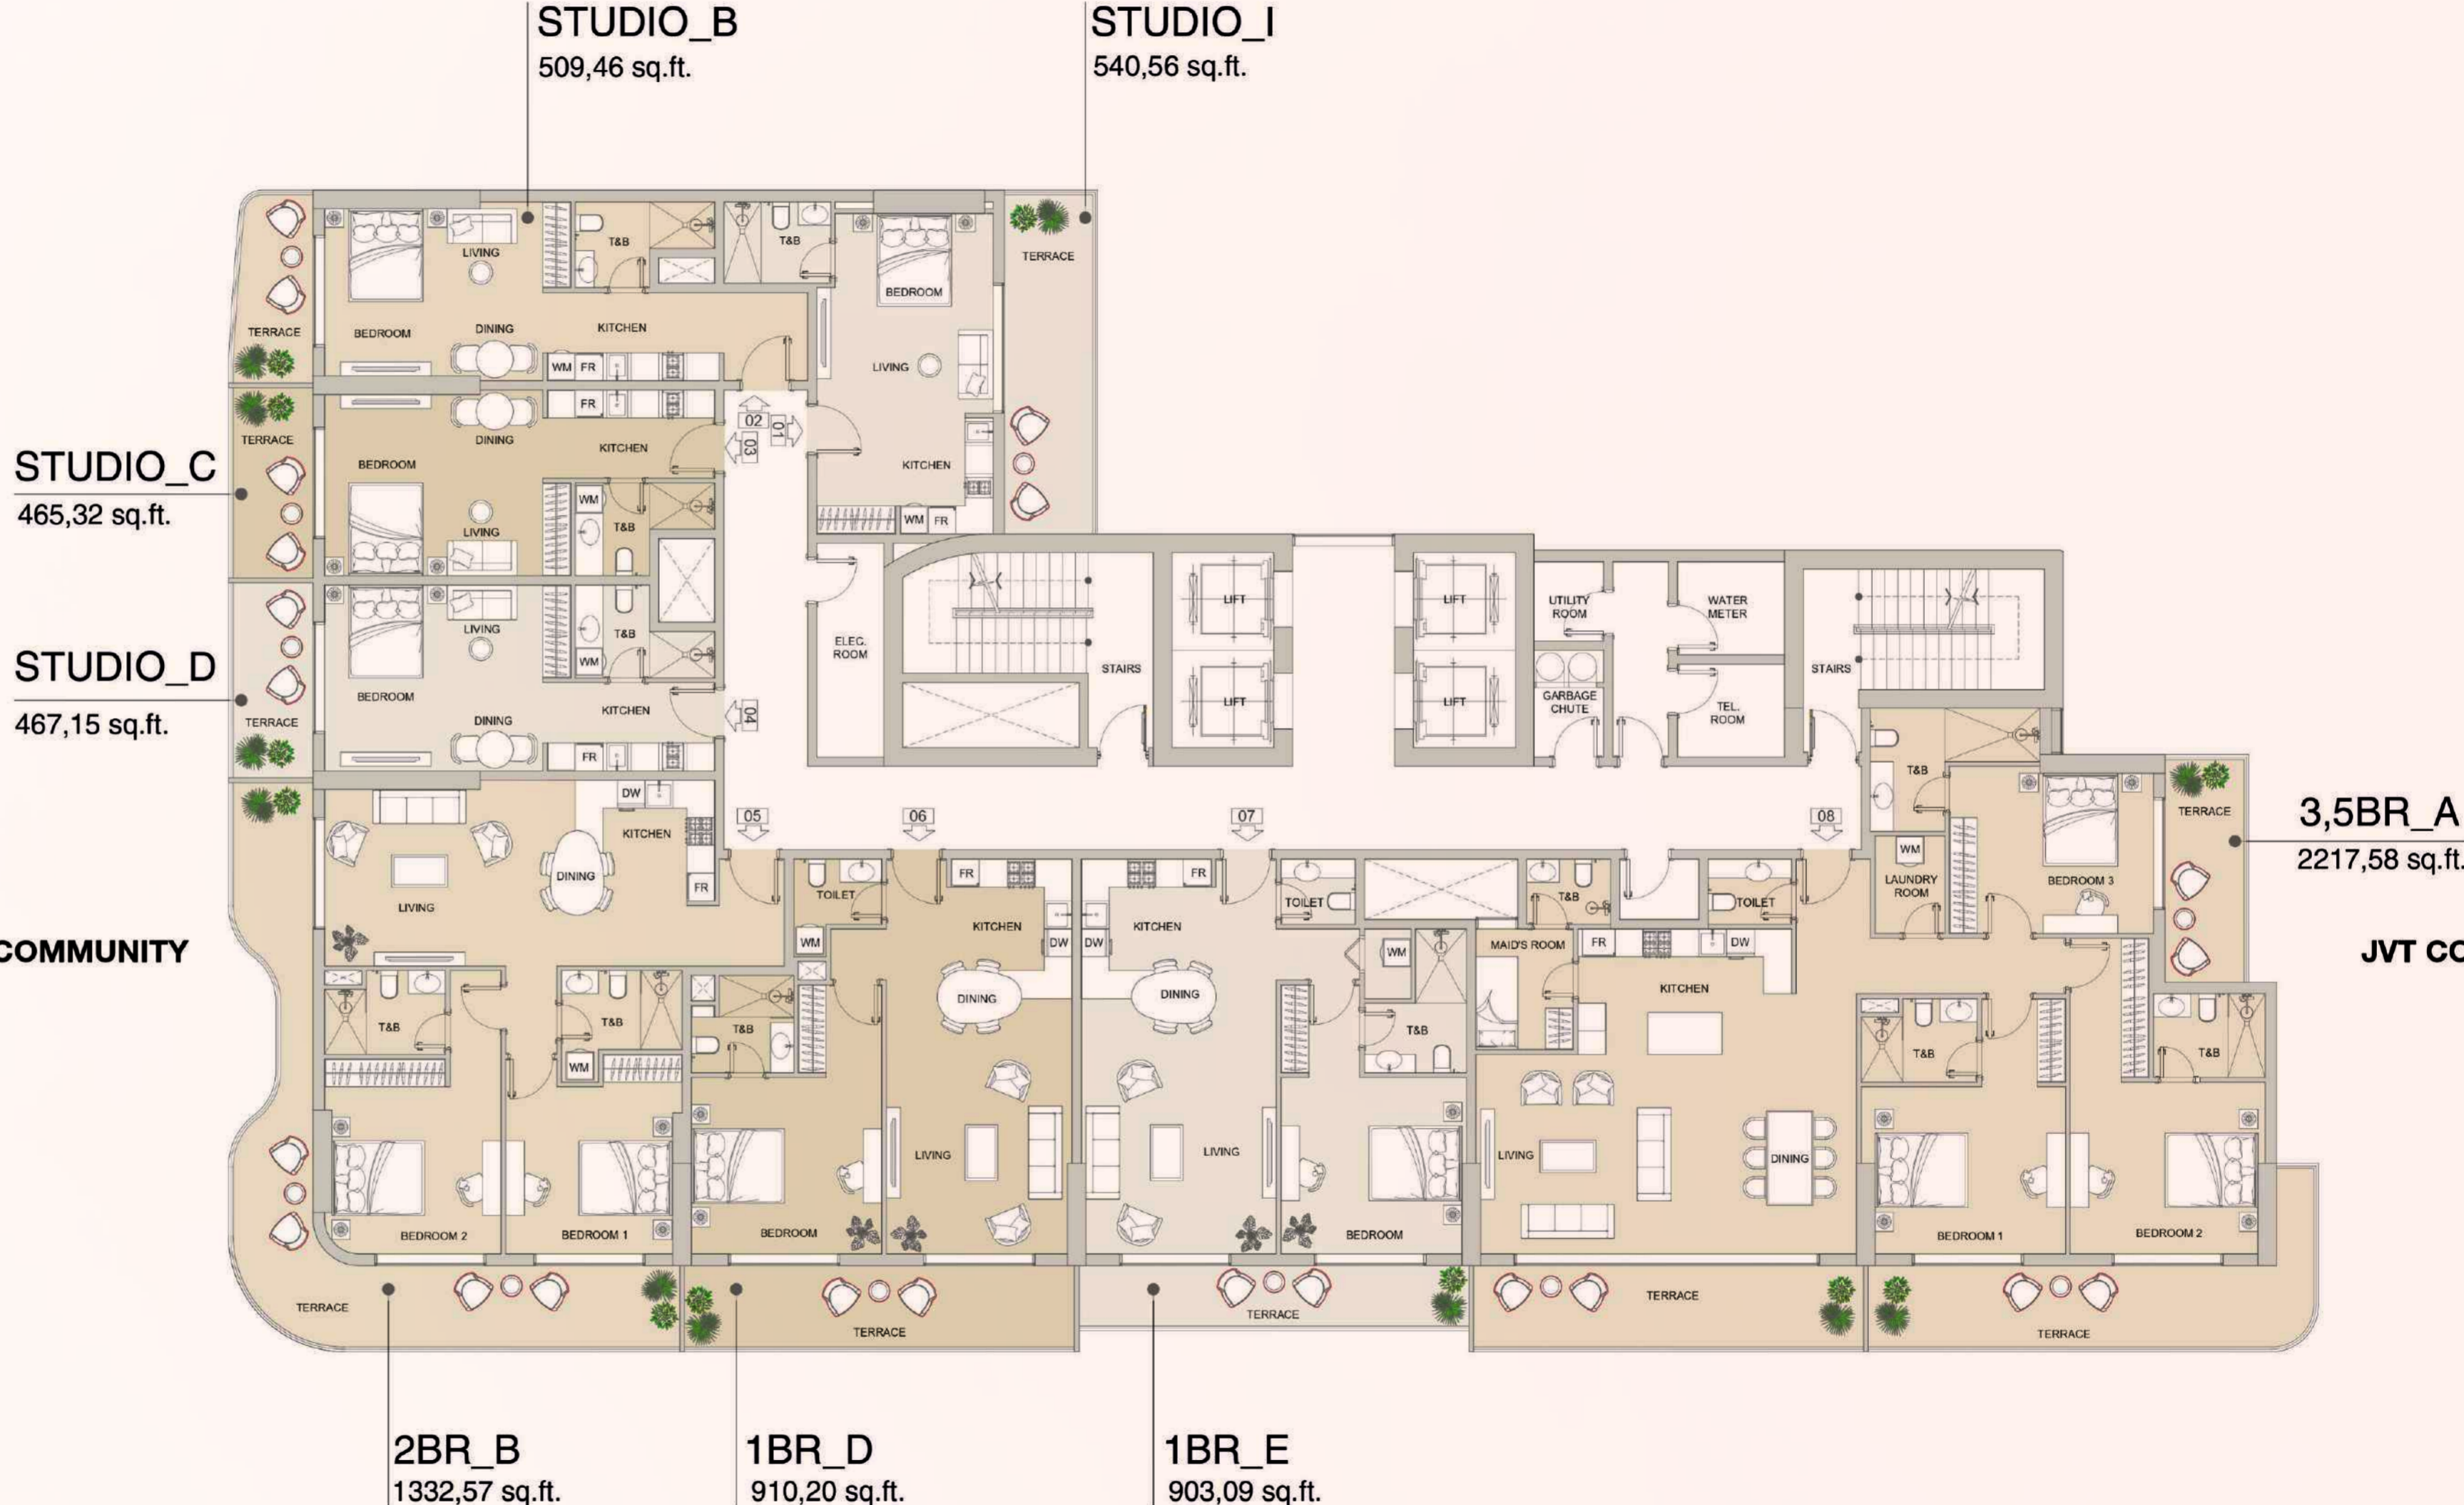 STUDIO_B
509,46 sq.ft.
STUDIO_I
540,56 sq.ft.
STUDIO_C
465,32 sq.ft.
STUDIO_D
467,15 sq.ft.
COMMUNITY
3,5BR_A
2217,58 sq.ft.
JVT CO
2BR_B
1332,57 sq.ft.
1BR_D
910,20 sq.ft.
1BR_E
903,09 sq.ft.
TERRACE
BEDROOM
LIVING
DINING
KITCHEN
T&B
WM
FR
02
T&B
BEDROOM
LIVING
KITCHEN
WM
FR
TERRACE
01
TERRACE
BEDROOM
DINING
LIVING
KITCHEN
FR
WM
T&B
03
TERRACE
BEDROOM
LIVING
DINING
KITCHEN
T&B
WM
FR
04
ELEC.
ROOM
STAIRS
LIFT
LIFT
LIFT
LIFT
UTILITY
ROOM
WATER
METER
GARBAGE
CHUTE
TEL.
ROOM
STAIRS
05
06
07
08
DW
KITCHEN
FR
DINING
LIVING
T&B
T&B
WM
BEDROOM 2
BEDROOM 1
TERRACE
TOILET
WM
FR
KITCHEN
DW
DINING
T&B
LIVING
BEDROOM
TERRACE
KITCHEN
FR
DW
DINING
TOILET
WM
T&B
LIVING
BEDROOM
TERRACE
T&B
TOILET
MAID'S ROOM
FR
DW
KITCHEN
LIVING
DINING
TERRACE
T&B
WM
LAUNDRY
ROOM
BEDROOM 3
TERRACE
T&B
T&B
BEDROOM 1
BEDROOM 2
TERRACE